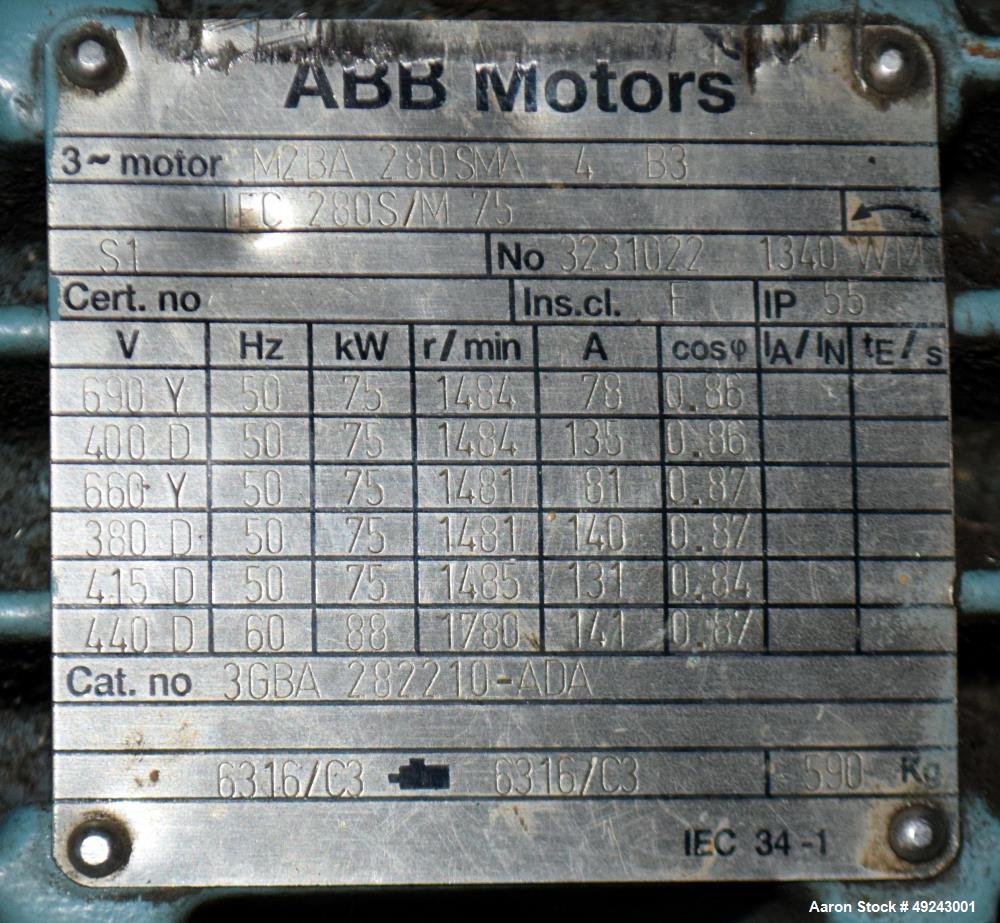 ABB Motors
3~ motor M2BA 280SMA 4 B3
IEC 280S/M 75
S1 No 3231022 1340 WM
Cert. no Ins.cl. F IP 55
V Hz kW r/min A cosφ IA/IN tE/s
690 Y 50 75 1484 78 0.86
400 D 50 75 1484 135 0.86
660 Y 50 75 1481 81 0.87
380 D 50 75 1481 140 0.87
415 D 50 75 1485 131 0.84
440 D 60 88 1780 141 0.87
Cat. no 3GBA 282210-ADA
6316/C3 6316/C3 590 Kg
IEC 34-1
Aaron Stock # 49243001